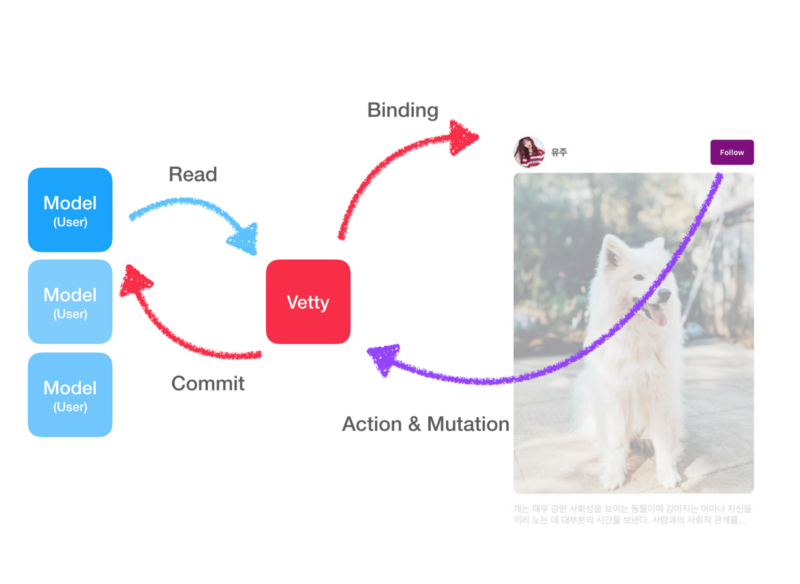 Binding
Read
유주
Follow
Model
(User)
Model
(User)
Vetty
Model
(User)
Commit
Action & Mutation
개는 매우 강한 사회성을 보이는 동물이며 강아지는 어미나 자신들
끼리 노는 데 대부분의 시간을 보낸다. 사람과의 사회적 관계를...